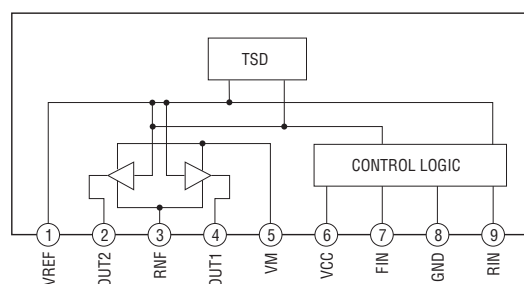 TSD
CONTROL LOGIC
1
2
3
4
5
6
7
8
9
VREF
OUT2
RNF
OUT1
VM
VCC
FIN
GND
RIN